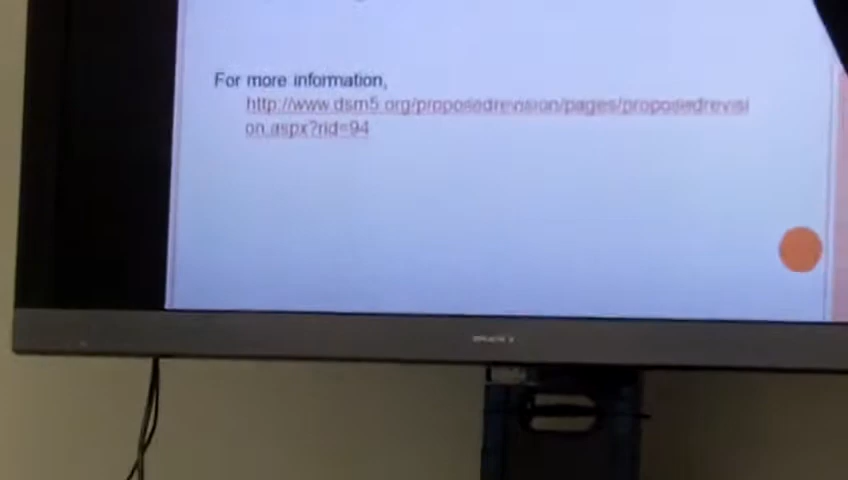 For more information,
http://www.dsm5.org/proposedrevision/pages/proposedrevisi
on.aspx?rid=94